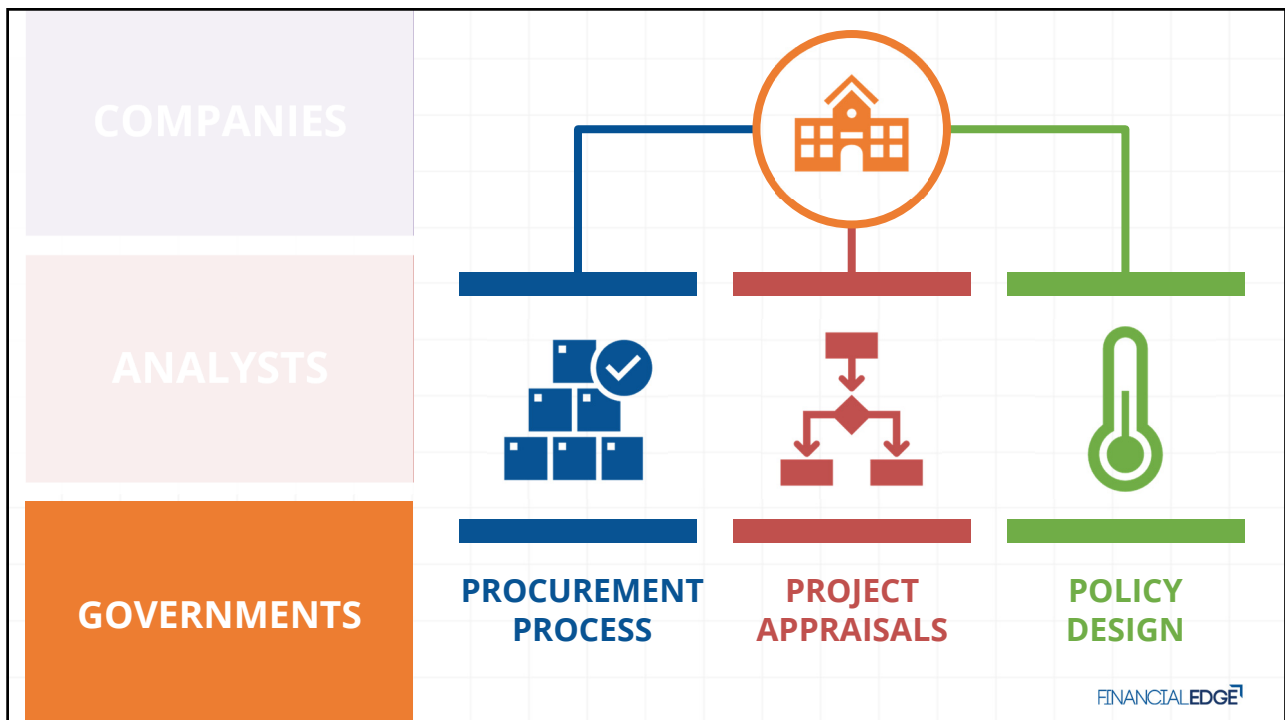 COMPANIES
ANALYSTS
GOVERNMENTS
PROCUREMENT
PROCESS
PROJECT
APPRAISALS
POLICY
DESIGN
FINANCIALEDGE